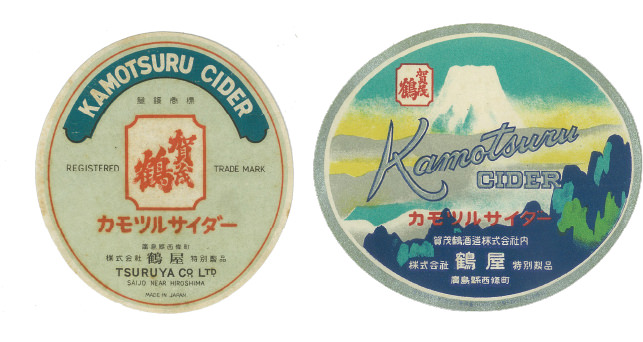 KAMOTSURU CIDER
標商録登
賀茂
鶴
REGISTERED
TRADE MARK
カモツルサイダー
廣島縣西條町
株式会社 鶴屋 特別製品
TSURUYA CO. LTD
SAIJO NEAR HIROSHIMA
MADE IN JAPAN
賀茂
鶴
Kamotsuru
CIDER
カモツルサイダー
賀茂鶴酒造株式会社内
株式会社 鶴屋 特別製品
廣島縣西條町